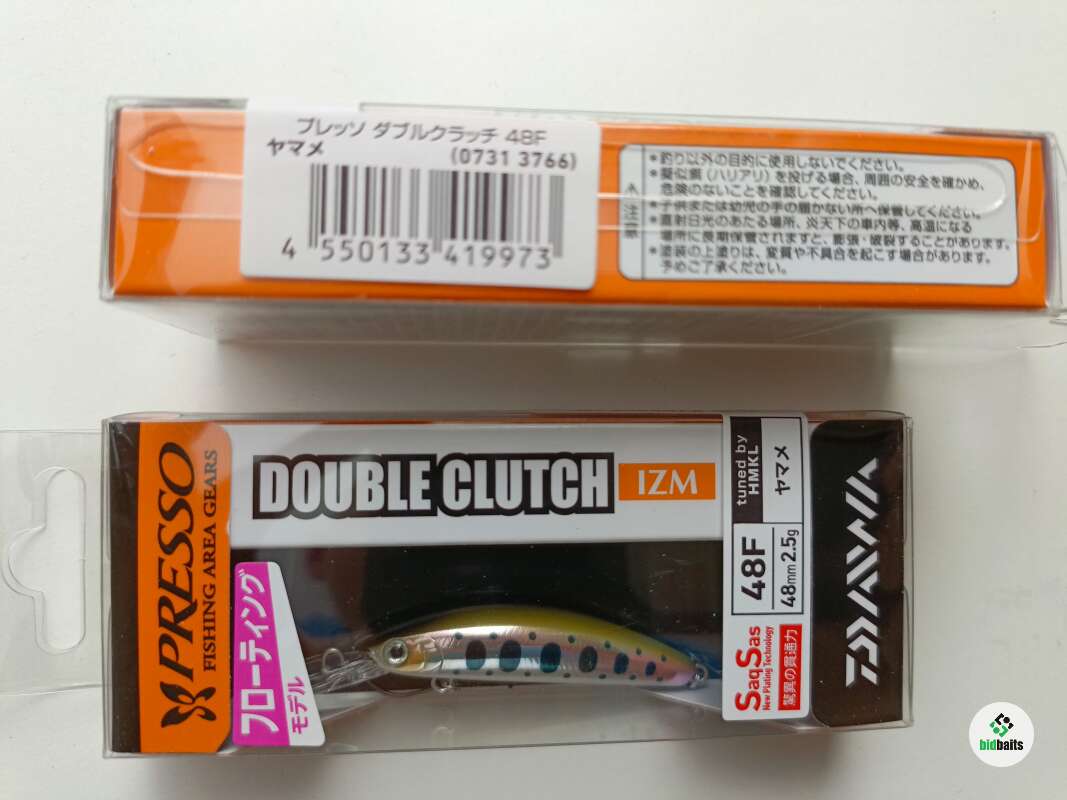 プレッソ ダブルクラッチ 48F
ヤマメ (0731 3766)
4 550133 419973
*釣り以外の目的に使用しないでください。
*擬似餌(ハリアリ)を投げる場合、周囲の安全を確かめ、
危険のないことを確認してください。
*子供または幼児の手の届かない所へ保管してください。
*直射日光のあたる場所、炎天下の車内等、高温になる
場所に長期保管されますと、膨張・破裂することがあります。
*塗装の上塗りは、変質や不具合を起こす場合があります。
予めご了承ください。
PRESSO
FISHING AREA GEARS
DOUBLE CLUTCH
IZM
フローティング
モデル
tuned by
HMKL
ヤマメ
48F
48mm 2.5g
SaqSas
New Plating Technology
驚異の貫通力
DAIWA
bidbaits